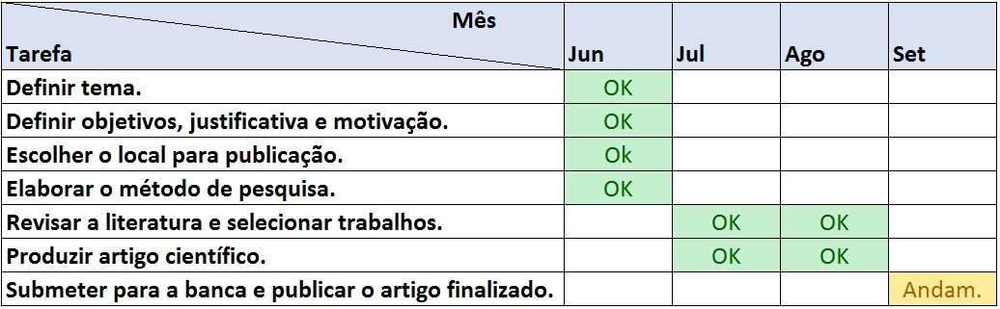 Mês
Tarefa Jun Jul Ago Set
Definir tema. OK
Definir objetivos, justificativa e motivação. OK
Escolher o local para publicação. Ok
Elaborar o método de pesquisa. OK
Revisar a literatura e selecionar trabalhos. OK OK
Produzir artigo científico. OK OK
Submeter para a banca e publicar o artigo finalizado. Andam.